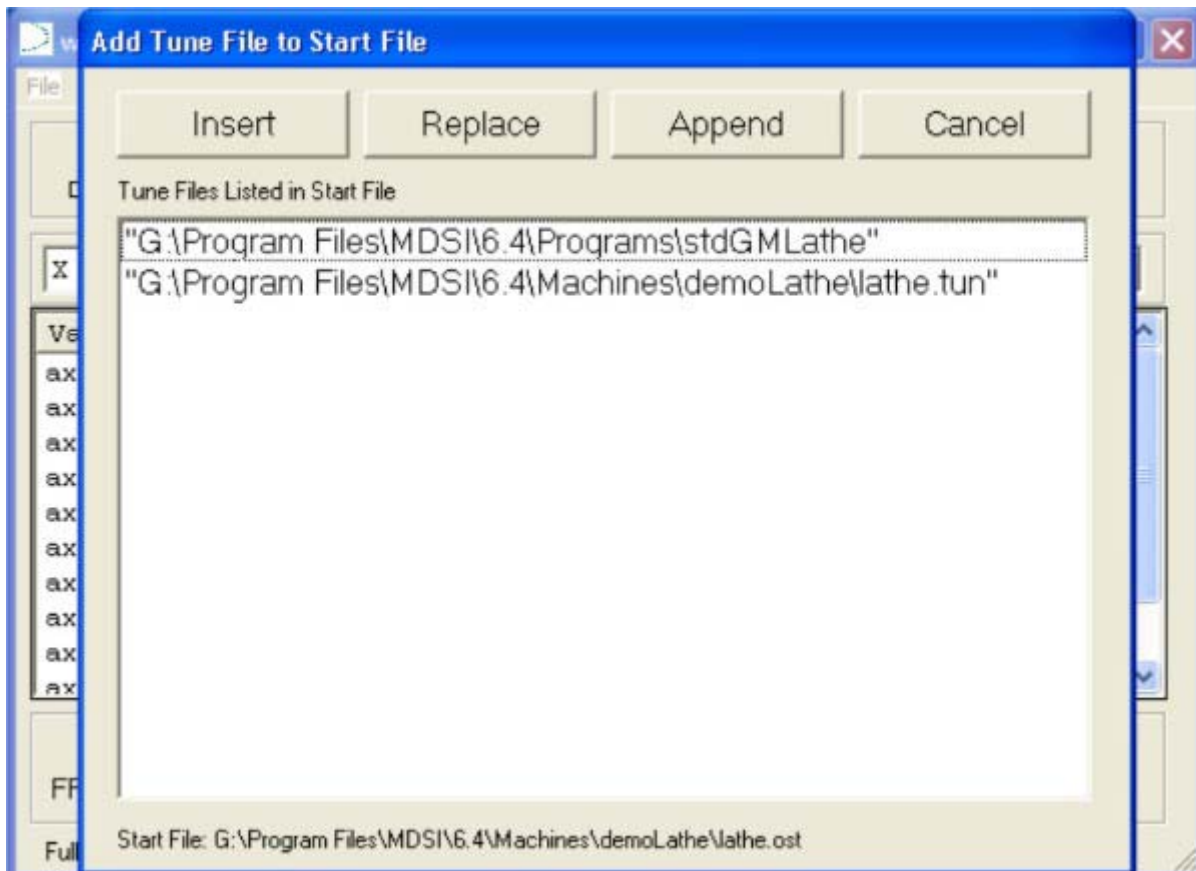 Add Tune File to Start File
File
Insert Replace Append Cancel
Tune Files Listed in Start File
"G:\Program Files\MDSI\6.4\Programs\stdGMLathe"
"G:\Program Files\MDSI\6.4\Machines\demoLathe\lathe.tun"
X
ax
ax
ax
ax
ax
ax
ax
ax
ax
ax
Start File: G:\Program Files\MDSI\6.4\Machines\demoLathe\lathe.ost